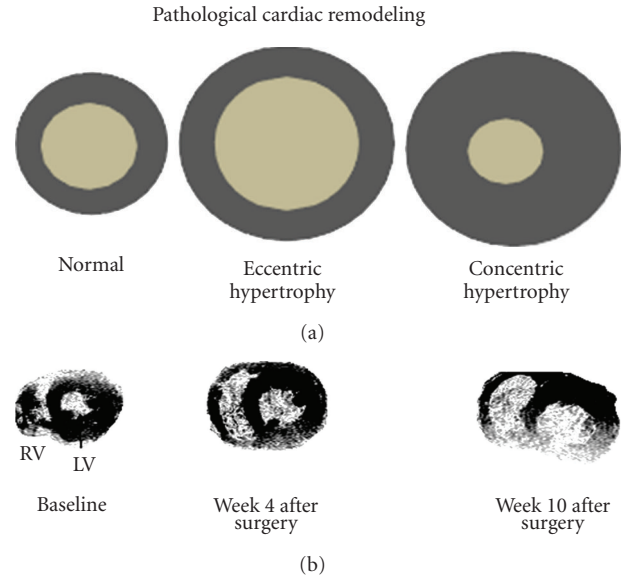 Pathological cardiac remodeling
Normal
Eccentric
hypertrophy
Concentric
hypertrophy
(a)
RV
LV
Baseline
Week 4 after
surgery
Week 10 after
surgery
(b)